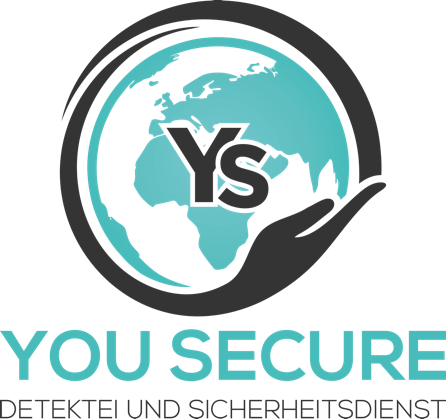 YS
YOU SECURE
DETEKTEI UND SICHERHEITSDIENST